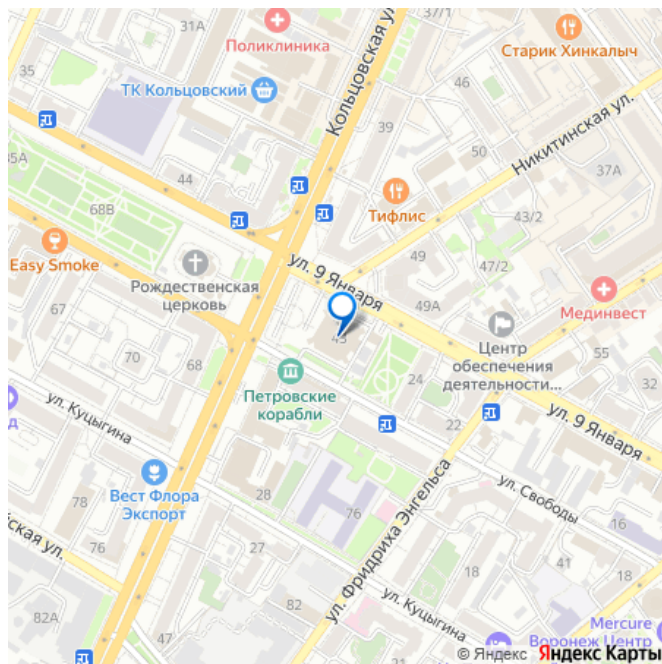 31А
Поликлиника
37/1
Старик Хинкалыч
35
ТК Кольцовский
Кольцовская ул.
46
39
Никитинская ул.
50
37А
35А
44
68В
Тифлис
43/2
Easy Smoke
Рождественская
церковь
ул. 9 Января
49
47/2
49А
Мединвест
67
43
Центр
обеспечения
деятельности...
55
70
68
Петровские
корабли
24
32
ул. Куцыгина
22
ул. 9 Января
Вест Флора
Экспорт
78
28
76
ул. Свободы
16
76
27
ул. Фридриха Энгельса
41
18
18
82А
82
ул. Куцыгина
47
Mercure
Воронеж Центр
© Яндекс Яндекс Карты